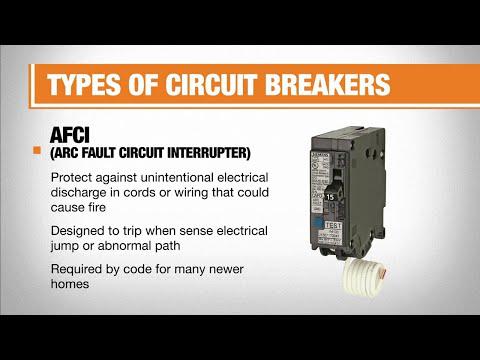 TYPES OF CIRCUIT BREAKERS
AFCI
(ARC FAULT CIRCUIT INTERRUPTER)
Protect against unintentional electrical
discharge in cords or wiring that could
cause fire
Designed to trip when sense electrical
jump or abnormal path
Required by code for many newer
homes
SIEMENS
15
TEST